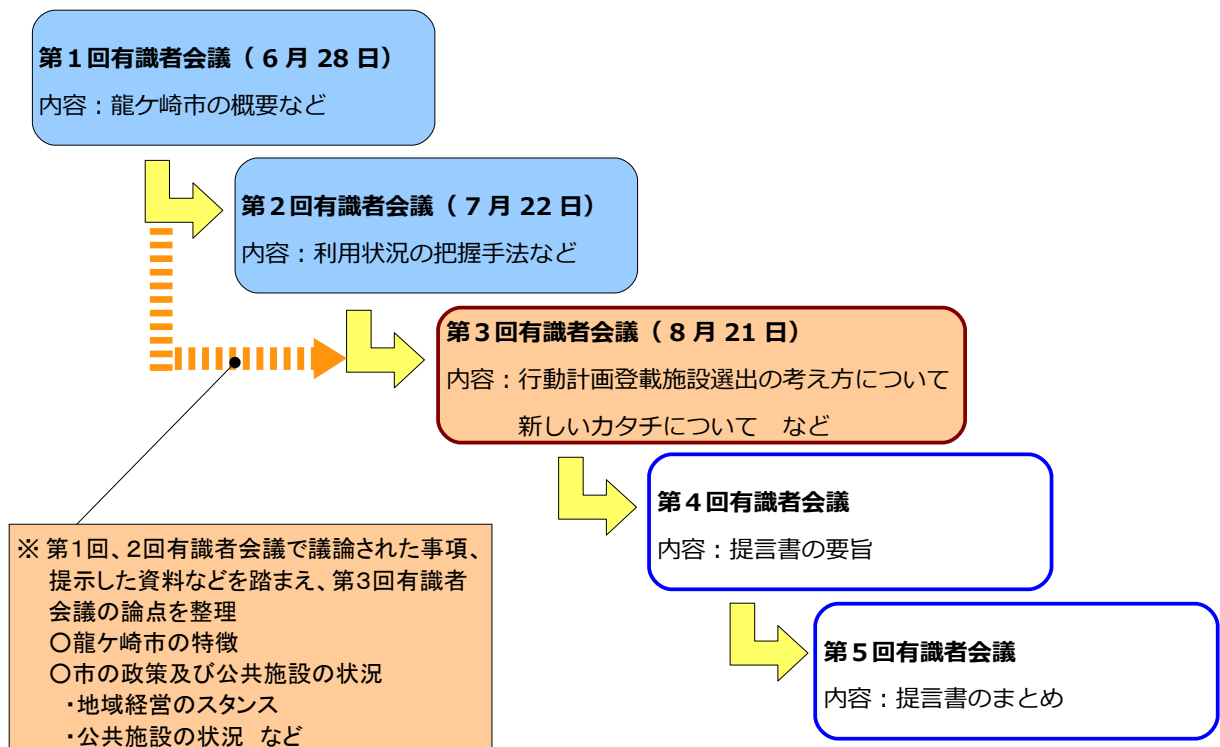 第１回有識者会議（ 6 月 28 日）
内容：龍ケ崎市の概要など
第２回有識者会議（ 7 月 22 日）
内容：利用状況の把握手法など
第３回有識者会議（ 8 月 21 日）
内容：行動計画登載施設選出の考え方について
新しいカタチについて　など
第４回有識者会議
内容：提言書の要旨
第５回有識者会議
内容：提言書のまとめ
※ 第1回、2回有識者会議で議論された事項、
提示した資料などを踏まえ、第3回有識者
会議の論点を整理
○龍ケ崎市の特徴
○市の政策及び公共施設の状況
・地域経営のスタンス
・公共施設の状況　など